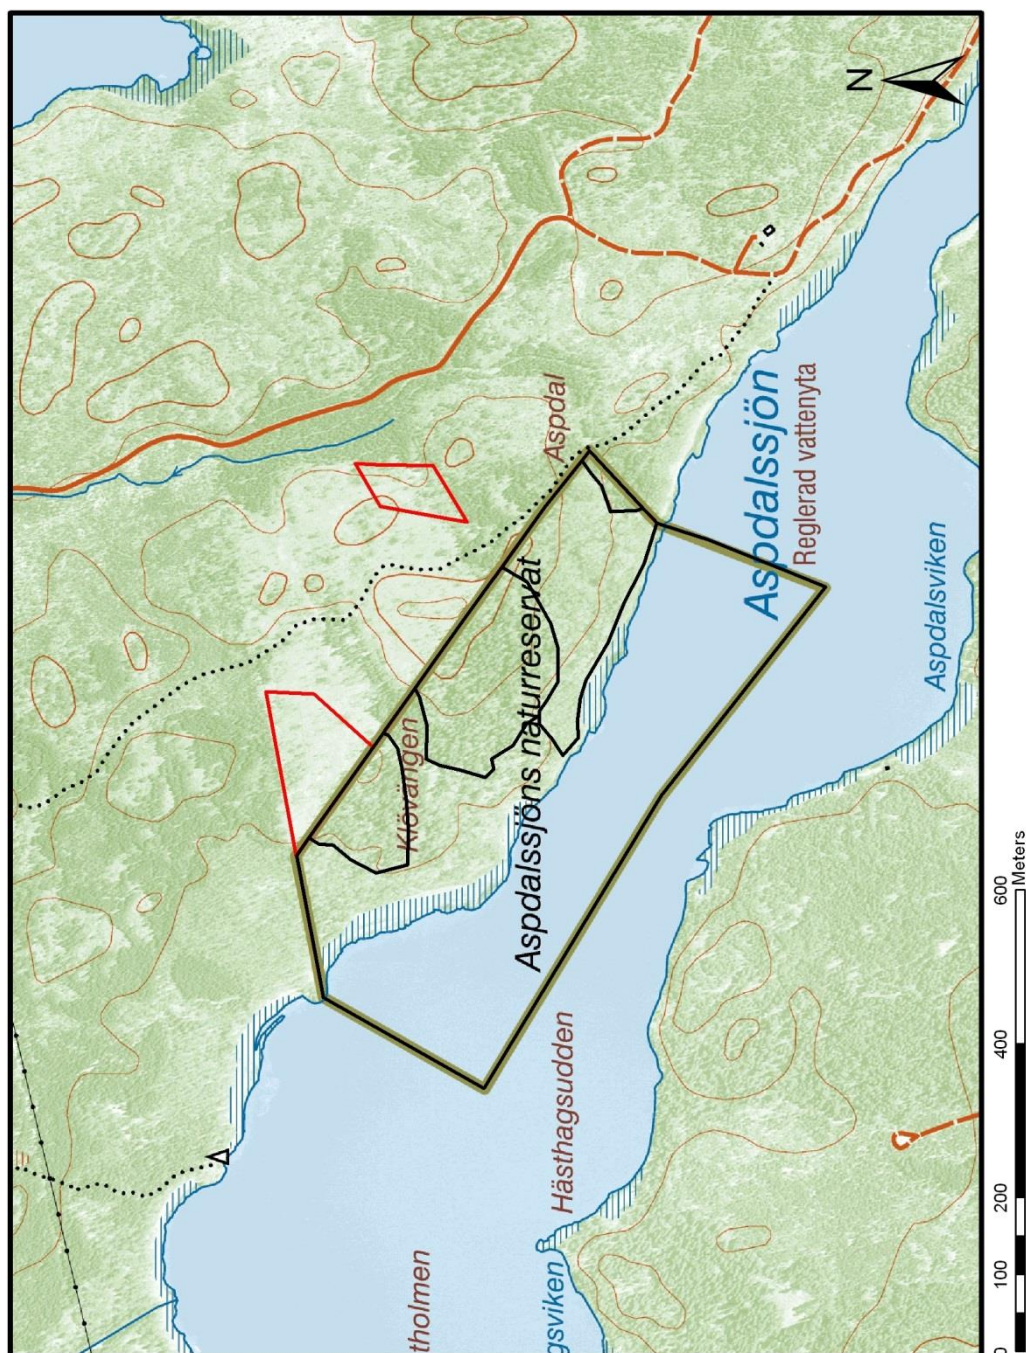 N
Aspdal
Aspdalssjön
Reglerad vattenyta
Aspdalsviken
Aspdalssjöns naturreservat
Klövängen
Hästhagsudden
tholmen
gsviken
0 100 200 400 600
Meters